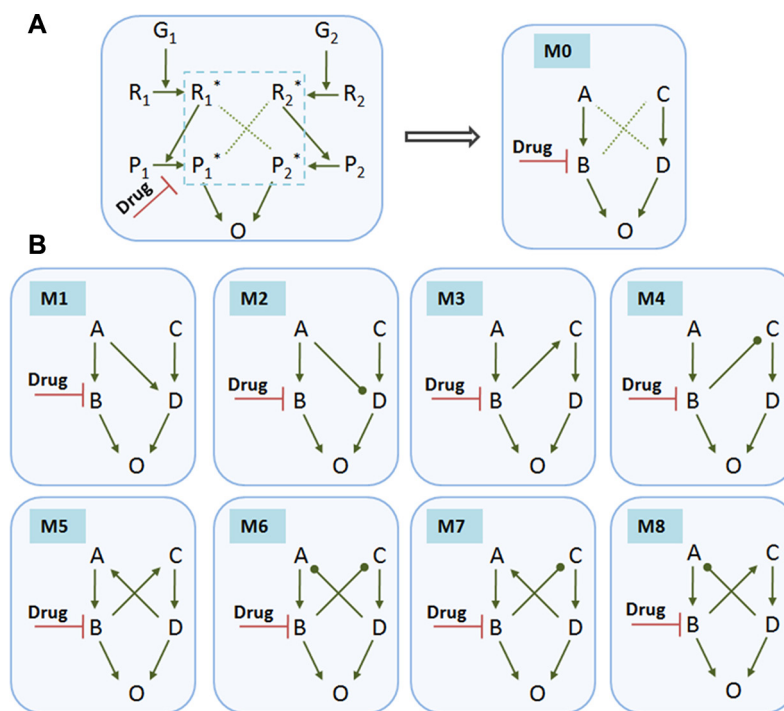 A
G1 G2
R1 R1* R2* R2
P1 P1* P2* P2
Drug
O
M0
A C
Drug
B D
O
B
M1
A C
Drug
B D
O
M2
A C
Drug
B D
O
M3
A C
Drug
B D
O
M4
A C
Drug
B D
O
M5
A C
Drug
B D
O
M6
A C
Drug
B D
O
M7
A C
Drug
B D
O
M8
A C
Drug
B D
O